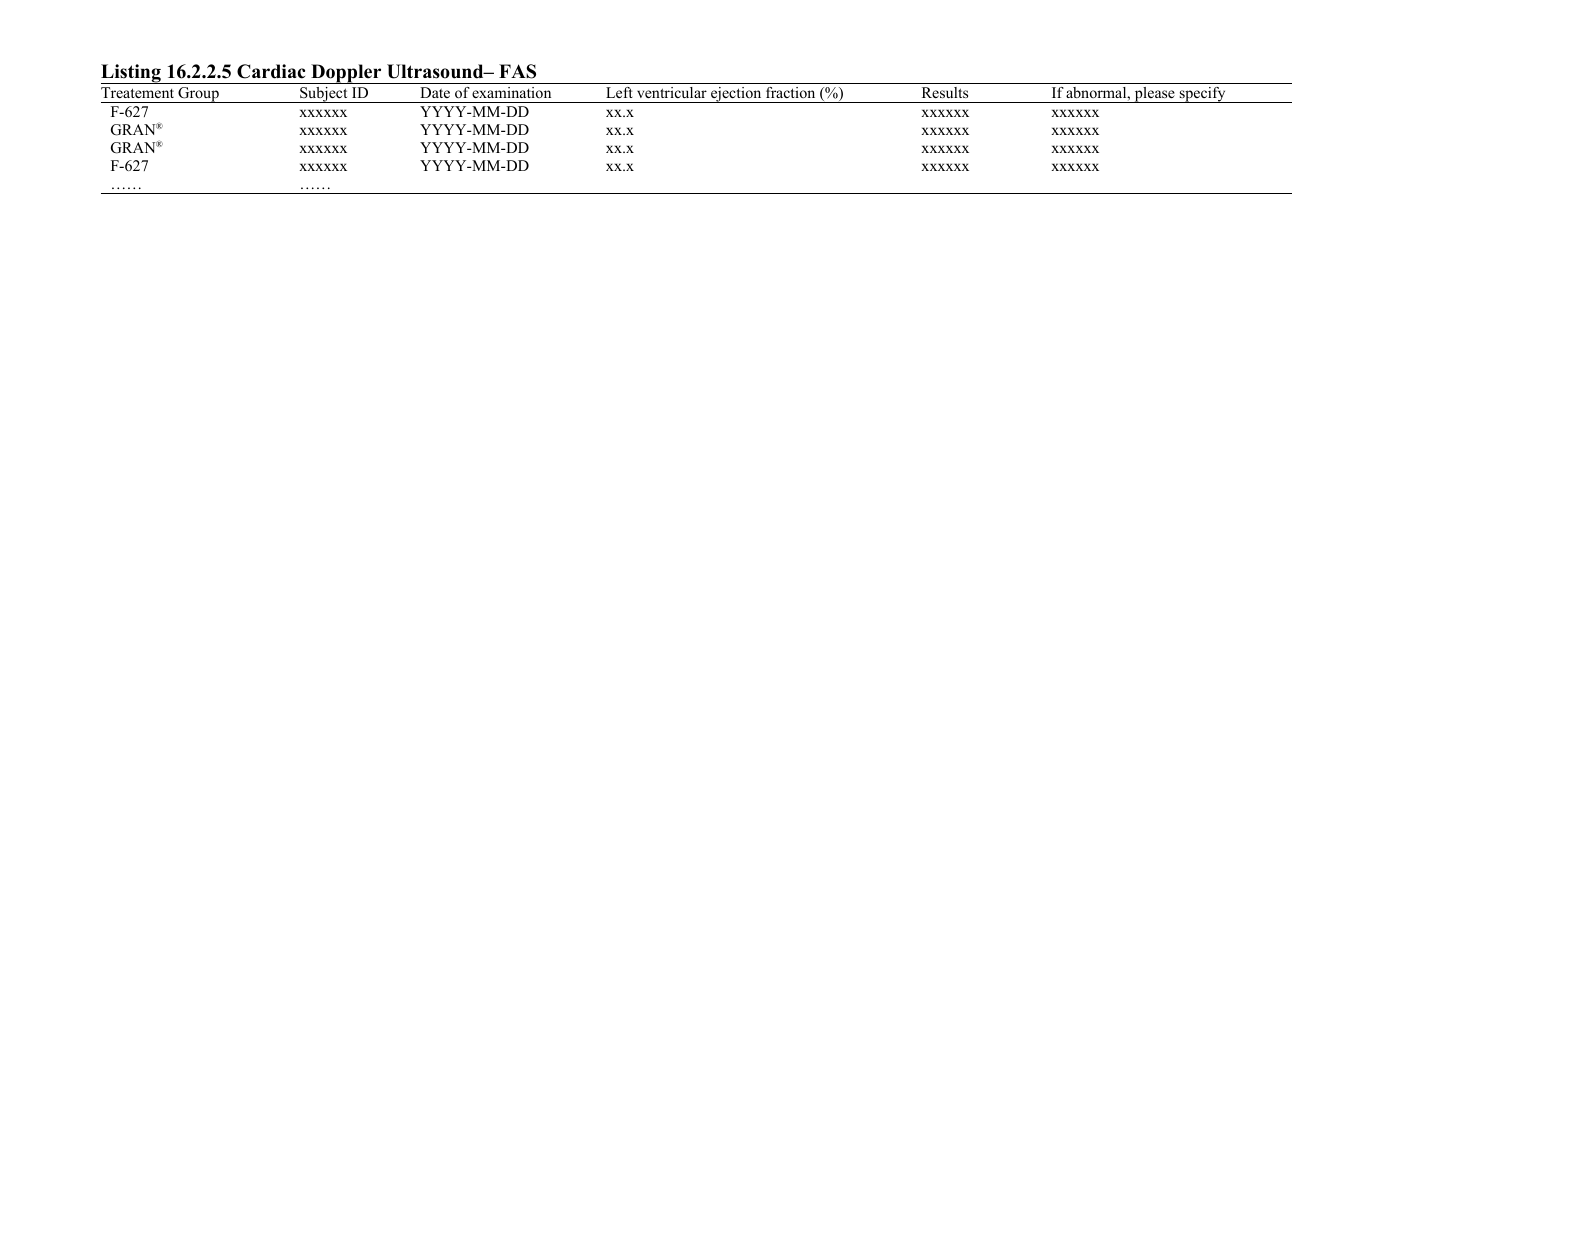 Listing 16.2.2.5 Cardiac Doppler Ultrasound– FAS
Treatement Group Subject ID Date of examination Left ventricular ejection fraction (%) Results If abnormal, please specify
F-627 xxxxxx YYYY-MM-DD xx.x xxxxxx xxxxxx
GRAN® xxxxxx YYYY-MM-DD xx.x xxxxxx xxxxxx
GRAN® xxxxxx YYYY-MM-DD xx.x xxxxxx xxxxxx
F-627 xxxxxx YYYY-MM-DD xx.x xxxxxx xxxxxx
…… ……